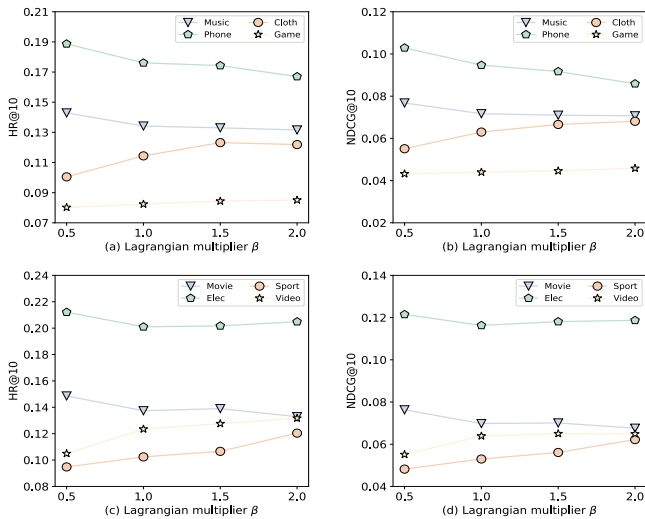 0.21
0.19
0.17
0.15
0.13
0.11
0.09
0.07
HR@10
Music
Phone
Cloth
Game
0.5
1.0
1.5
2.0
(a) Lagrangian multiplier β
0.12
0.10
0.08
0.06
0.04
0.02
NDCG@10
Music
Phone
Cloth
Game
0.5
1.0
1.5
2.0
(b) Lagrangian multiplier β
0.24
0.22
0.20
0.18
0.16
0.14
0.12
0.10
0.08
HR@10
Movie
Elec
Sport
Video
0.5
1.0
1.5
2.0
(c) Lagrangian multiplier β
0.14
0.12
0.10
0.08
0.06
0.04
NDCG@10
Movie
Elec
Sport
Video
0.5
1.0
1.5
2.0
(d) Lagrangian multiplier β